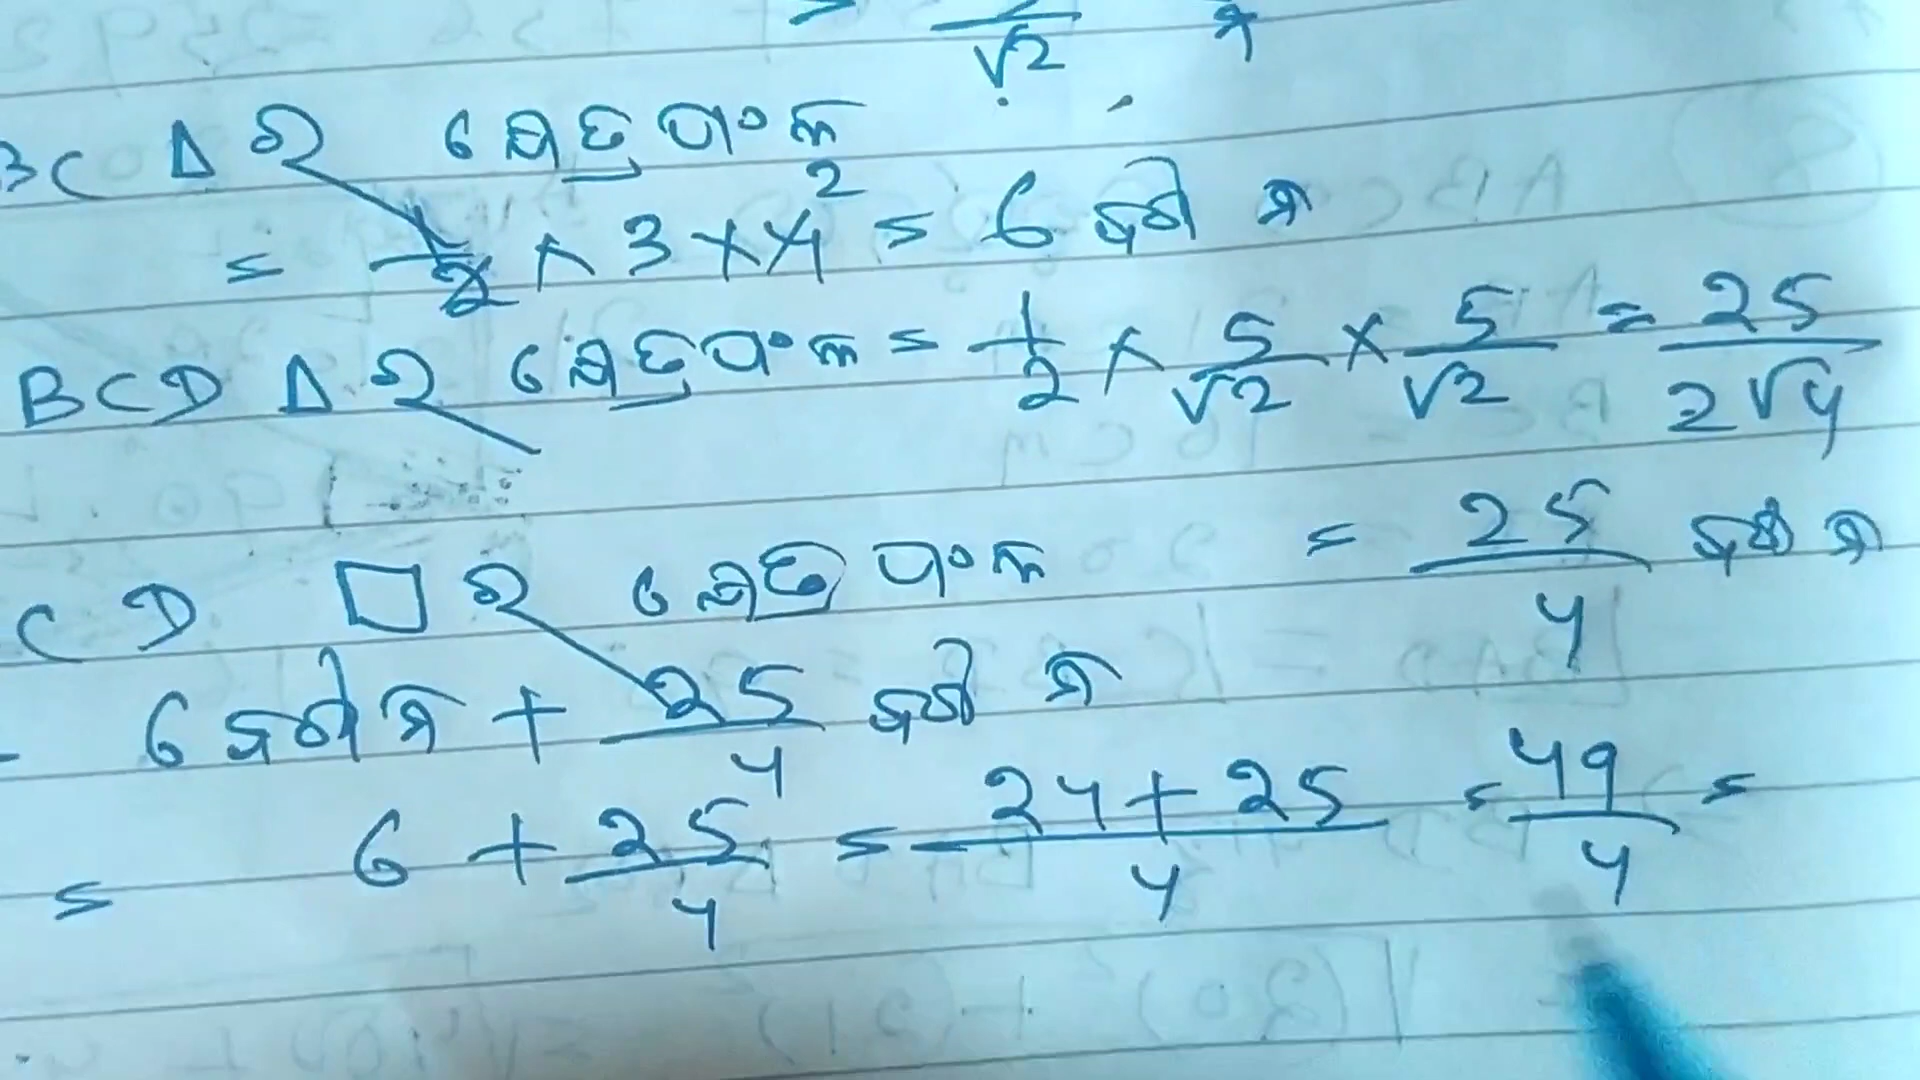 √2
BC Δ ର କ୍ଷେତ୍ରଫଳ
= 1/2 × 3 × 4 2 = 6 ବର୍ଗ ମି
BCD Δ ର କ୍ଷେତ୍ରଫଳ = 1/2 × 5/√2 × 5/√2 = 25/2√4
= 25/4 ବର୍ଗ ମି
CD □ ର କ୍ଷେତ୍ରଫଳ
6 ବର୍ଗ ମି + 25/4 ବର୍ଗ ମି
= 6 + 25/4 = 24 + 25/4 = 49/4 =